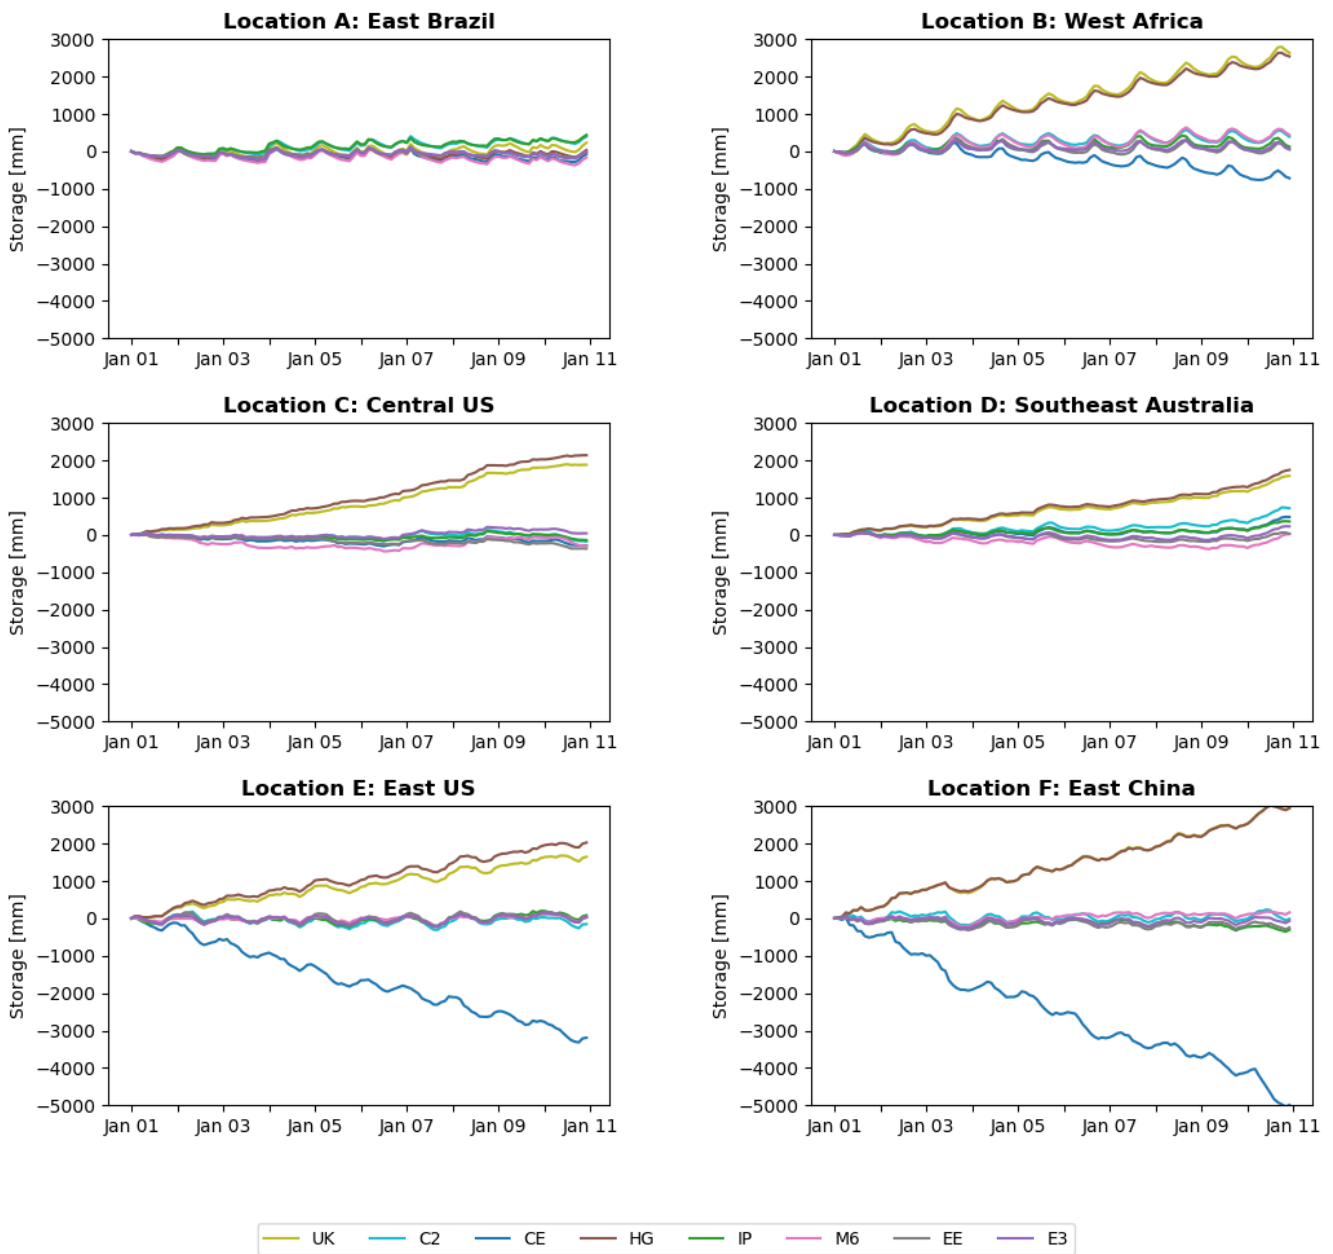 Location A: East Brazil
Storage [mm]
3000
2000
1000
0
−1000
−2000
−3000
−4000
−5000
Jan 01 Jan 03 Jan 05 Jan 07 Jan 09 Jan 11
Location B: West Africa
Storage [mm]
3000
2000
1000
0
−1000
−2000
−3000
−4000
−5000
Jan 01 Jan 03 Jan 05 Jan 07 Jan 09 Jan 11
Location C: Central US
Storage [mm]
3000
2000
1000
0
−1000
−2000
−3000
−4000
−5000
Jan 01 Jan 03 Jan 05 Jan 07 Jan 09 Jan 11
Location D: Southeast Australia
Storage [mm]
3000
2000
1000
0
−1000
−2000
−3000
−4000
−5000
Jan 01 Jan 03 Jan 05 Jan 07 Jan 09 Jan 11
Location E: East US
Storage [mm]
3000
2000
1000
0
−1000
−2000
−3000
−4000
−5000
Jan 01 Jan 03 Jan 05 Jan 07 Jan 09 Jan 11
Location F: East China
Storage [mm]
3000
2000
1000
0
−1000
−2000
−3000
−4000
−5000
Jan 01 Jan 03 Jan 05 Jan 07 Jan 09 Jan 11
UK C2 CE HG IP M6 EE E3